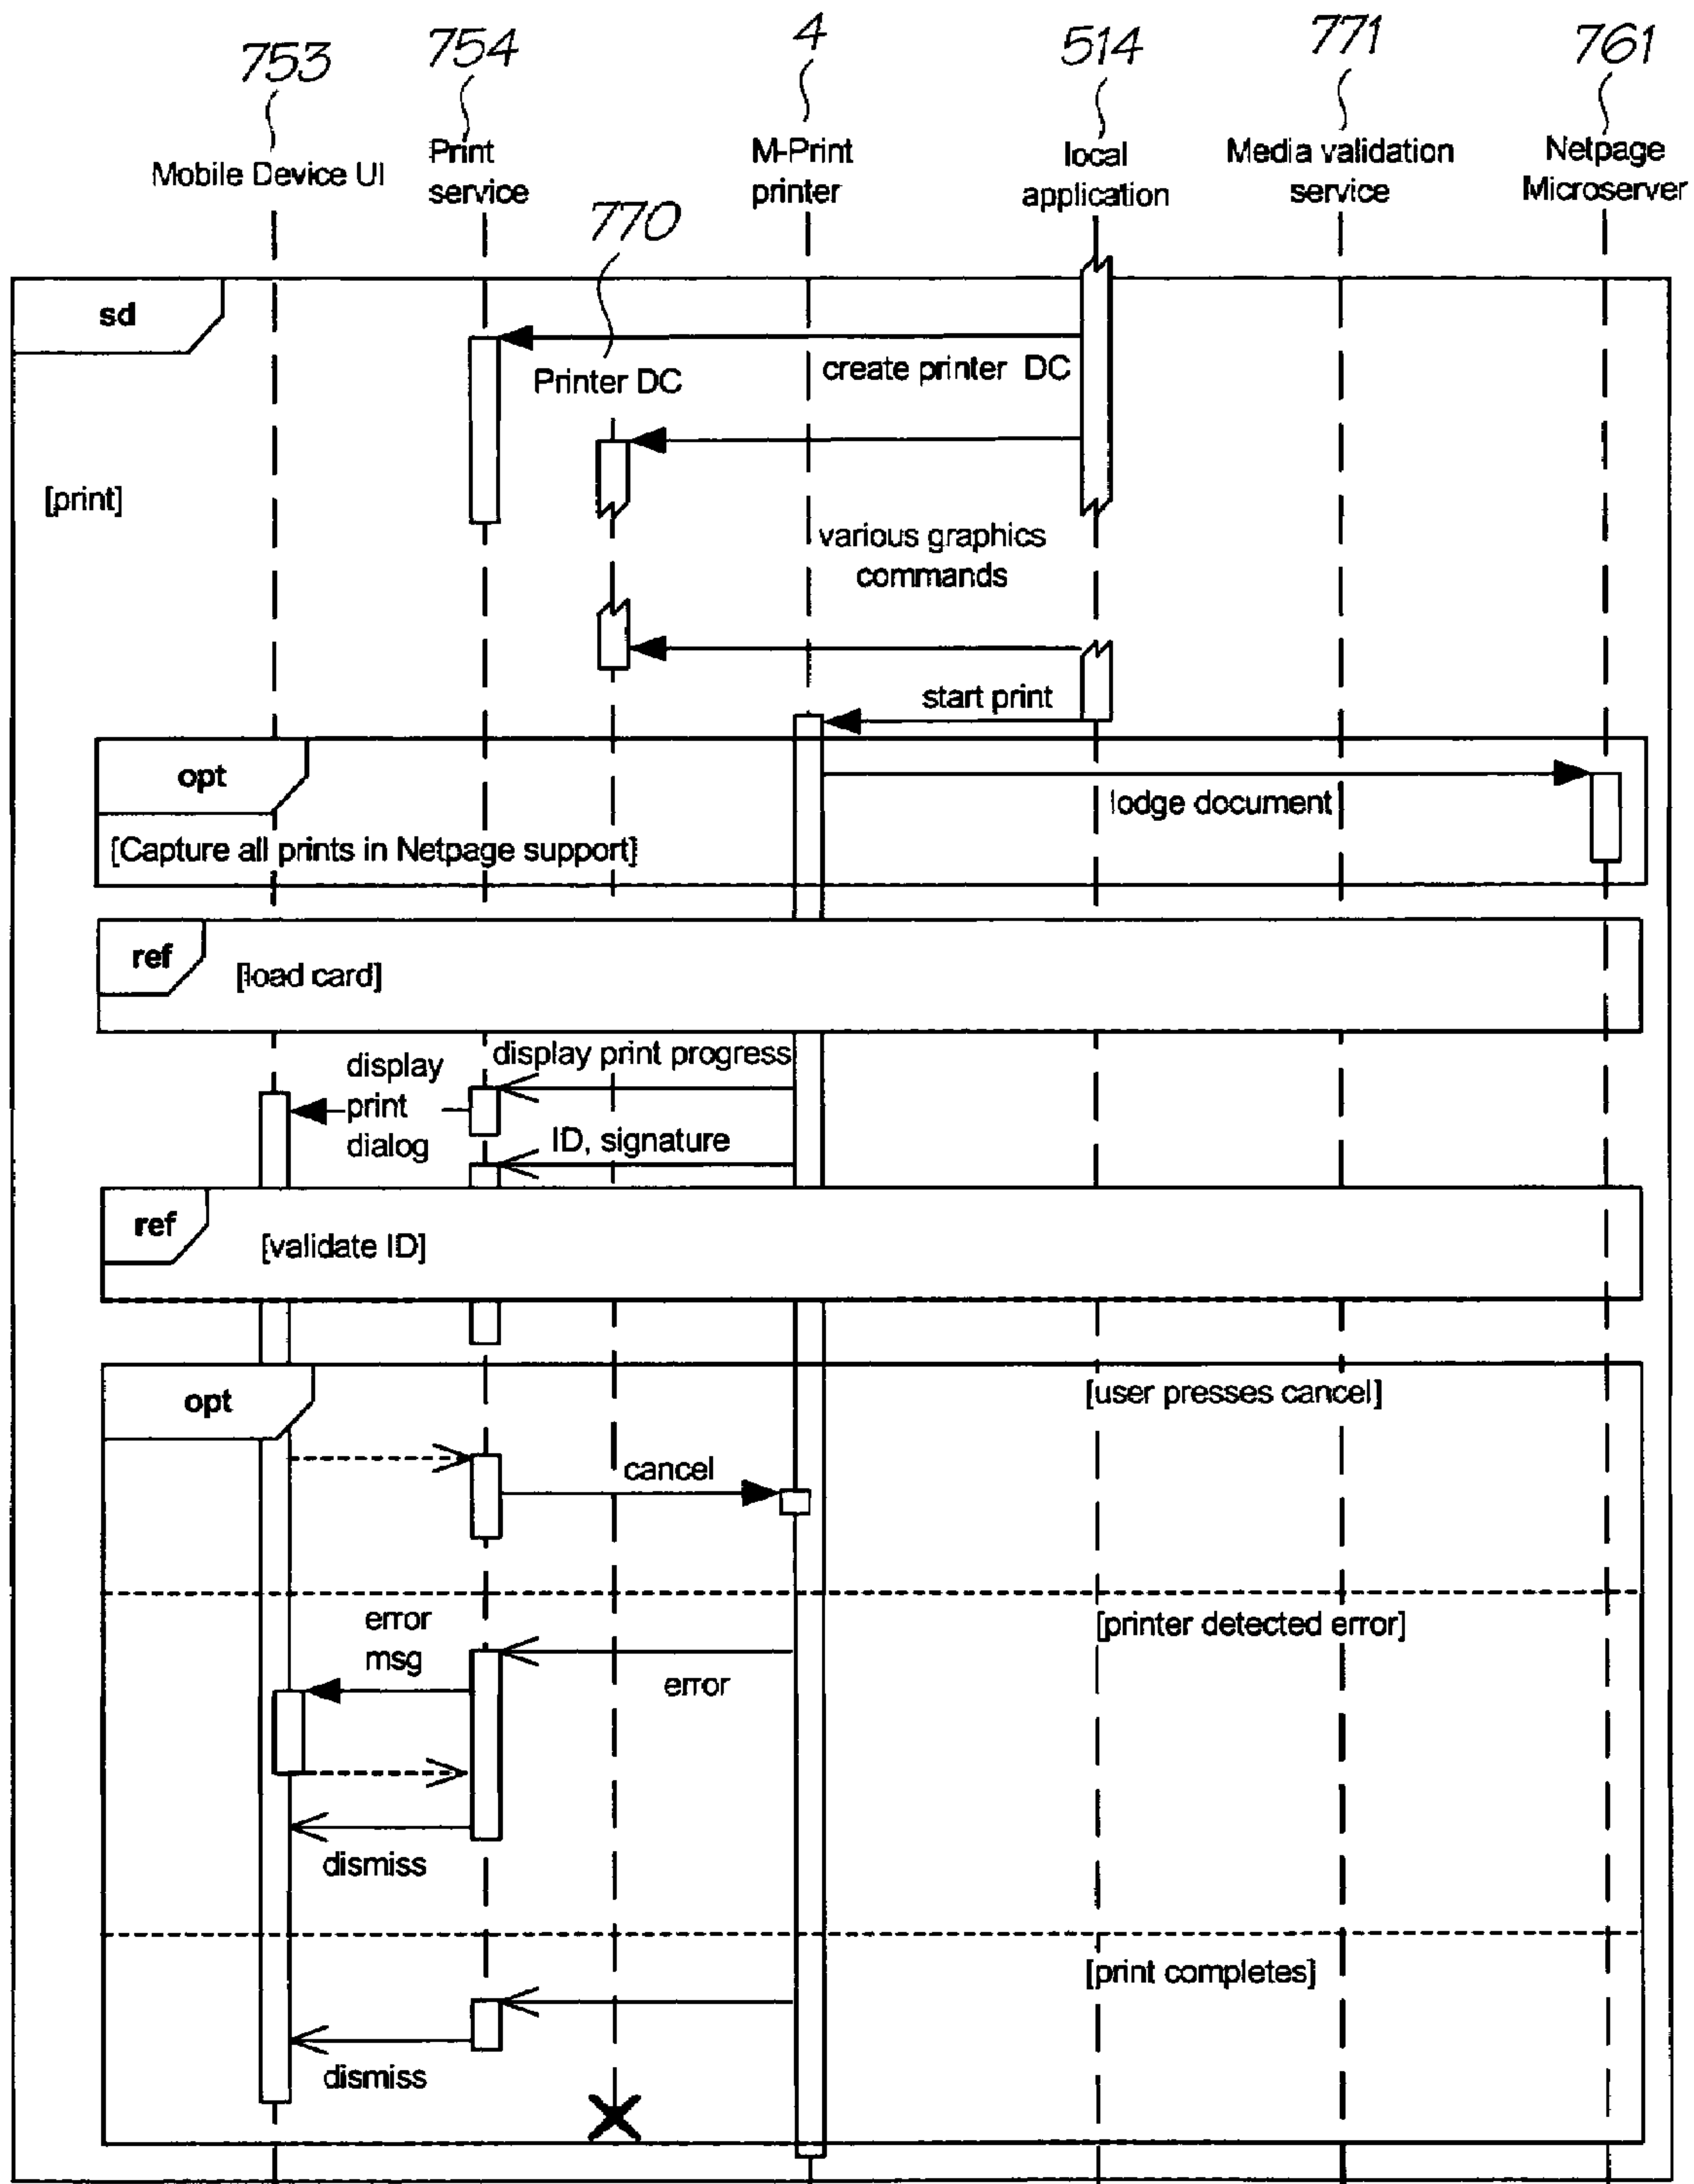 753
754
4
514
771
761
Mobile Device UI
Print
service
M-Print
printer
local
application
Media validation
service
Netpage
Microserver
770
sd
Printer DC
create printer DC
[print]
various graphics
commands
start print
opt
lodge document
[Capture all prints in Netpage support]
ref
[load card]
display print progress
display
print
dialog
ID, signature
ref
[validate ID]
opt
[user presses cancel]
cancel
error
msg
[printer detected error]
error
dismiss
[print completes]
dismiss